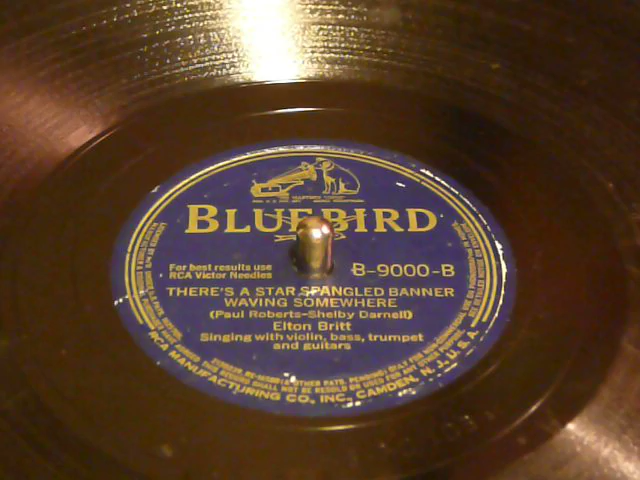 BLUEBIRD
For best results use
RCA Victor Needles
B-9000-B
THERE'S A STAR SPANGLED BANNER
WAVING SOMEWHERE
(Paul Roberts-Shelby Darnell)
Elton Britt
Singing with violin, bass, trumpet
and guitars
RCA MANUFACTURING CO., INC., CAMDEN, N. J., U. S. A.